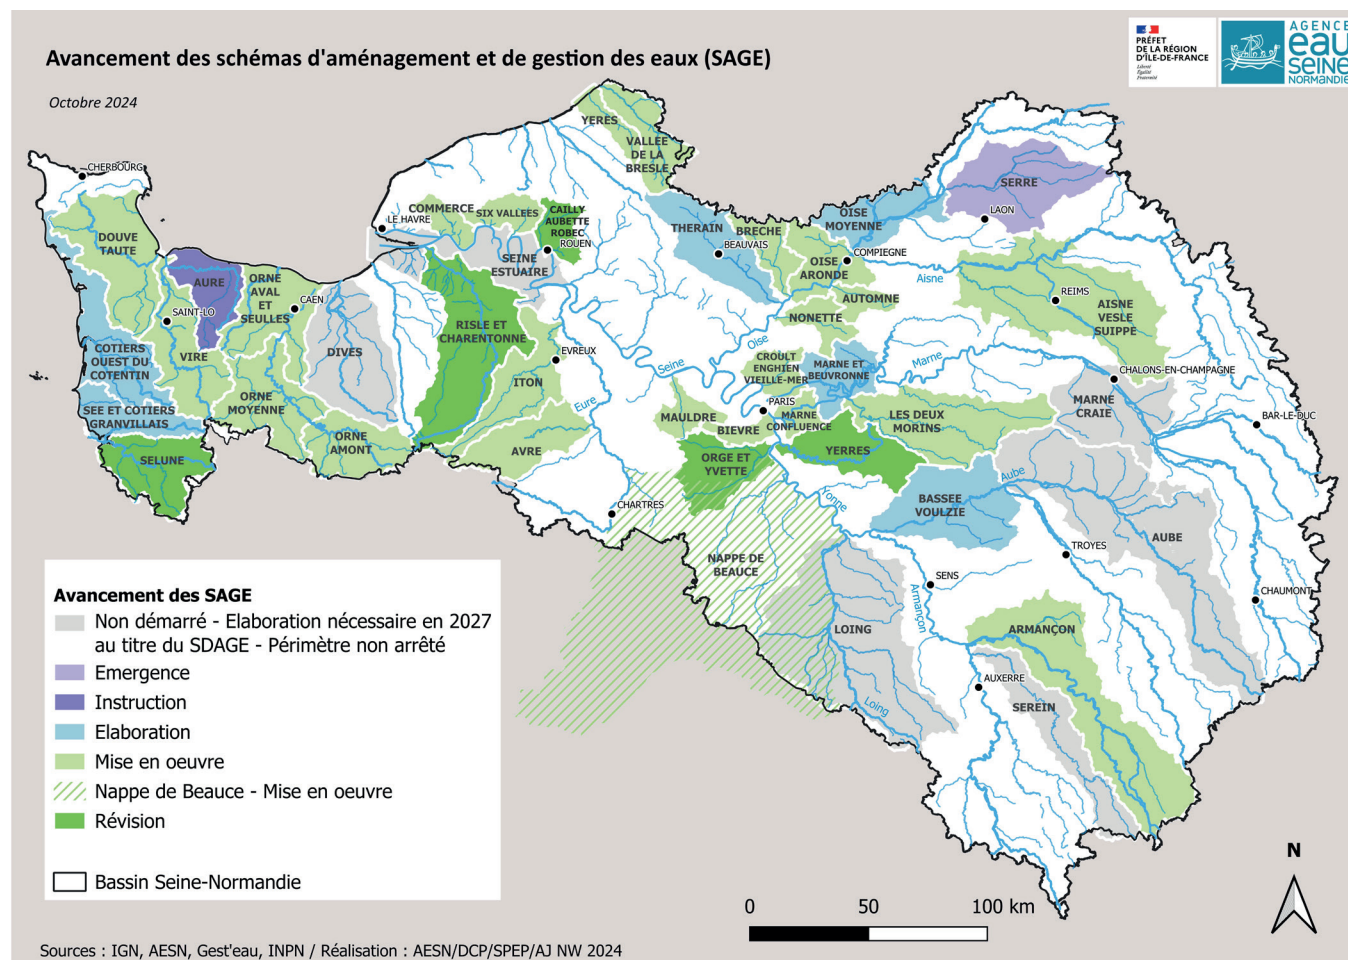 Avancement des schémas d'aménagement et de gestion des eaux (SAGE)
Octobre 2024
PRÉFET
DE LA RÉGION
D'ÎLE-DE-FRANCE
Liberté
Égalité
Fraternité
AGENCE
eau
SEINE
NORMANDIE
CHERBOURG
DOUVE
TAUTE
AURE
SAINT-LO
ORNE
AVAL
ET
SEULLES
CAEN
COTIERS
OUEST DU
COTENTIN
VIRE
SEE ET COTIERS
GRANVILLAIS
SELUNE
ORNE
MOYENNE
ORNE
AMONT
DIVES
LE HAVRE
COMMERCE
SIX VALLEES
CAILLY
AUBETTE
ROBEC
ROUEN
SEINE
ESTUAIRE
RISLE ET
CHARENTONNE
EVREUX
ITON
AVRE
Eure
CHARTRES
YERES
VALLEE
DE LA
BRESLE
THERAIN
BEAUVAIS
BRECHE
OISE
MOYENNE
OISE
ARONDE
COMPIEGNE
AUTOMNE
NONETTE
Aisne
Oise
Seine
SERRE
LAON
REIMS
AISNE
VESLE
SUIPPE
CROULT
ENGHIEN
VIEILLE-MER
MARNE ET
BEUVRONNE
Marne
PARIS
MAULDRE
BIEVRE
MARNE
CONFLUENCE
LES DEUX
MORINS
ORGE ET
YVETTE
YERRES
CHALONS-EN-CHAMPAGNE
MARNE
CRAIE
BAR-LE-DUC
BASSEE
VOULZIE
Aube
Yonne
NAPPE DE
BEAUCE
AUBE
TROYES
SENS
CHAUMONT
LOING
Loing
Armançon
ARMANÇON
AUXERRE
SEREIN
Avancement des SAGE
Non démarré - Elaboration nécessaire en 2027
au titre du SDAGE - Périmètre non arrêté
Emergence
Instruction
Elaboration
Mise en oeuvre
Nappe de Beauce - Mise en oeuvre
Révision
Bassin Seine-Normandie
0 50 100 km
N
Sources : IGN, AESN, Gest'eau, INPN / Réalisation : AESN/DCP/SPEP/AJ NW 2024